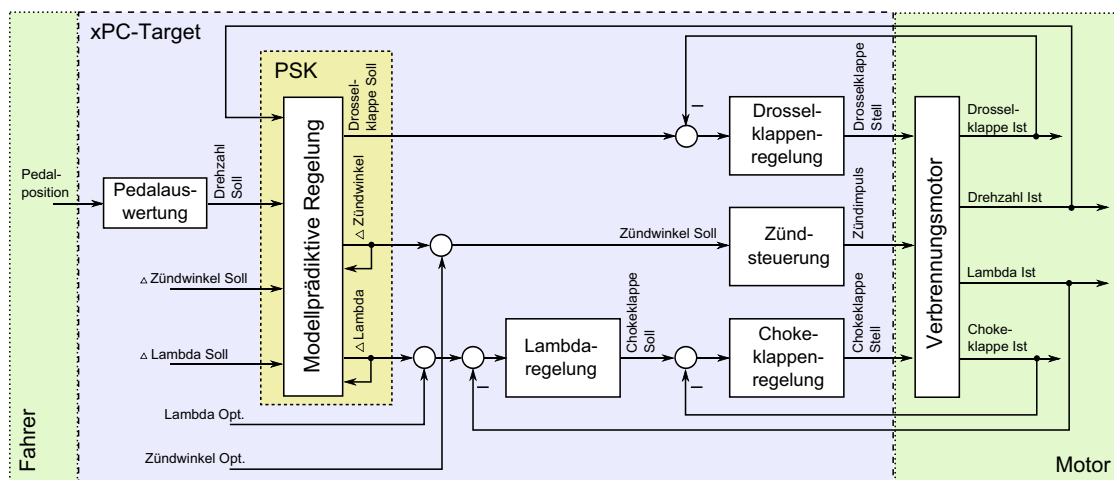 xPC-Target
PSK
Drossel-
klappe Soll
Drosselklappe
Stell
Drossel-
klappen-
regelung
Drossel-
klappe Ist
Pedal-
position
Pedalaus-
wertung
Drehzahl
Soll
Modellprädiktive Regelung
△ Zündwinkel
Zündwinkel Soll
Zünd-
steuerung
Zündimpuls
Verbrennungsmotor
Drehzahl Ist
△ Zündwinkel Soll
Lambda Ist
△ Lambda Soll
△ Lambda
Lambda-
regelung
Chokeklappe
Soll
Choke-
klappen-
regelung
Chokeklappe
Stell
Choke-
klappe Ist
Lambda Opt.
Zündwinkel Opt.
Fahrer
Motor